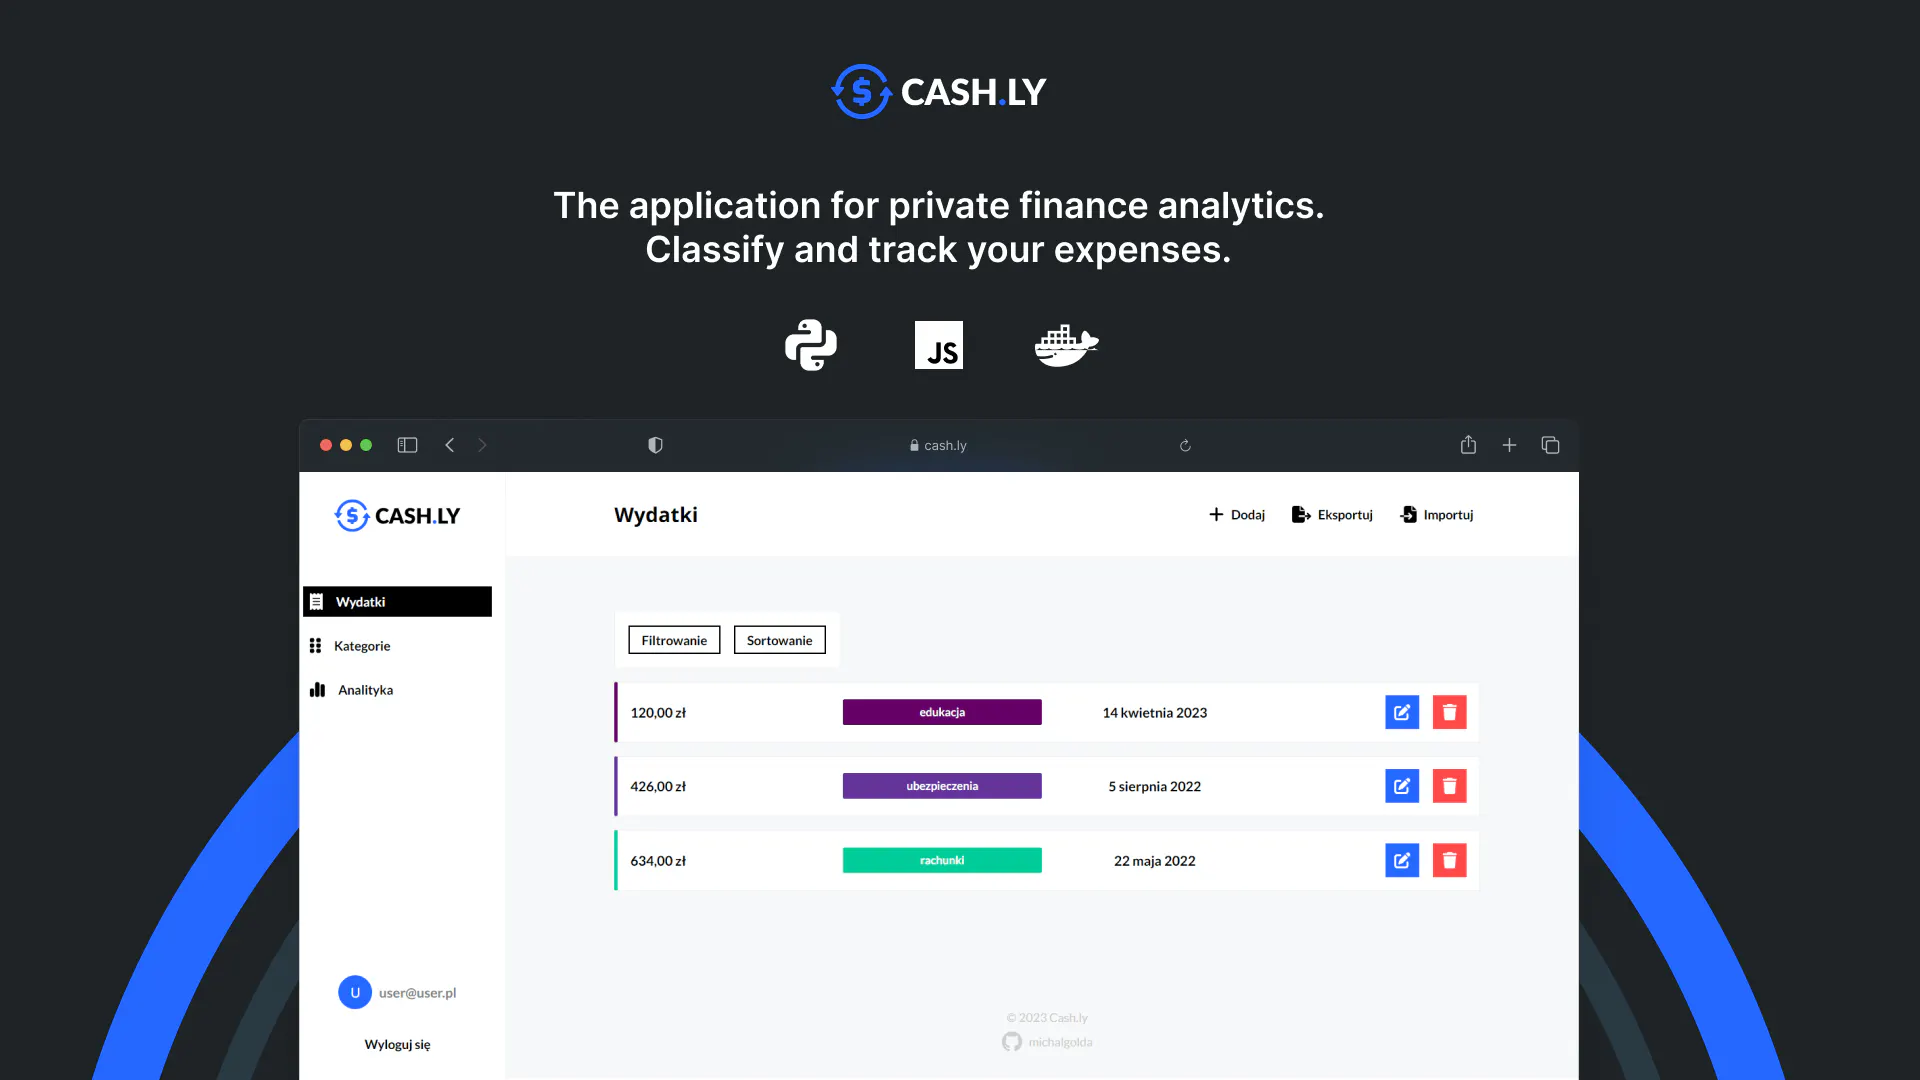 CASH.LY
The application for private finance analytics.
Classify and track your expenses.
JS
cash.ly
CASH.LY
Wydatki
Dodaj
Eksportuj
Importuj
Wydatki
Kategorie
Analityka
Filtrowanie
Sortowanie
120,00 zł
edukacja
14 kwietnia 2023
426,00 zł
ubezpieczenia
5 sierpnia 2022
634,00 zł
rachunki
22 maja 2022
U
user@user.pl
Wyloguj się
© 2023 Cash.ly
michalgolda